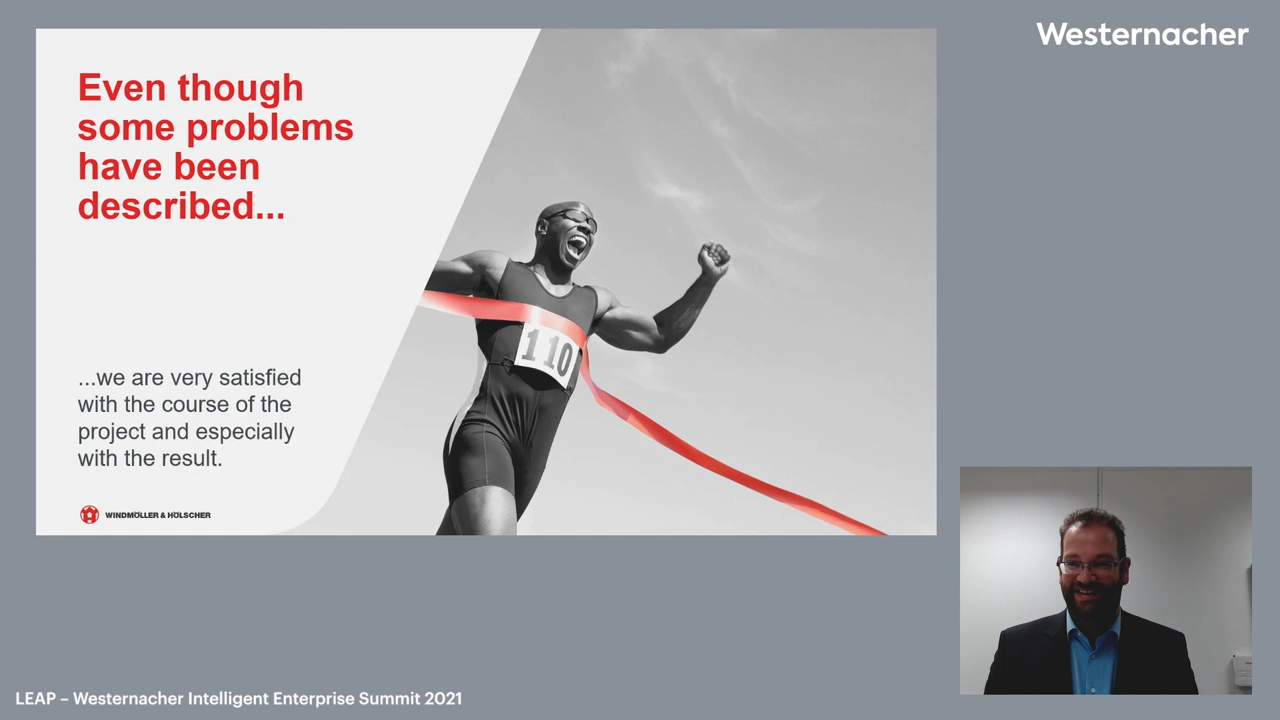 Westernacher
Even though
some problems
have been
described...
110
...we are very satisfied
with the course of the
project and especially
with the result.
WINDMÖLLER & HÖLSCHER
LEAP – Westernacher Intelligent Enterprise Summit 2021